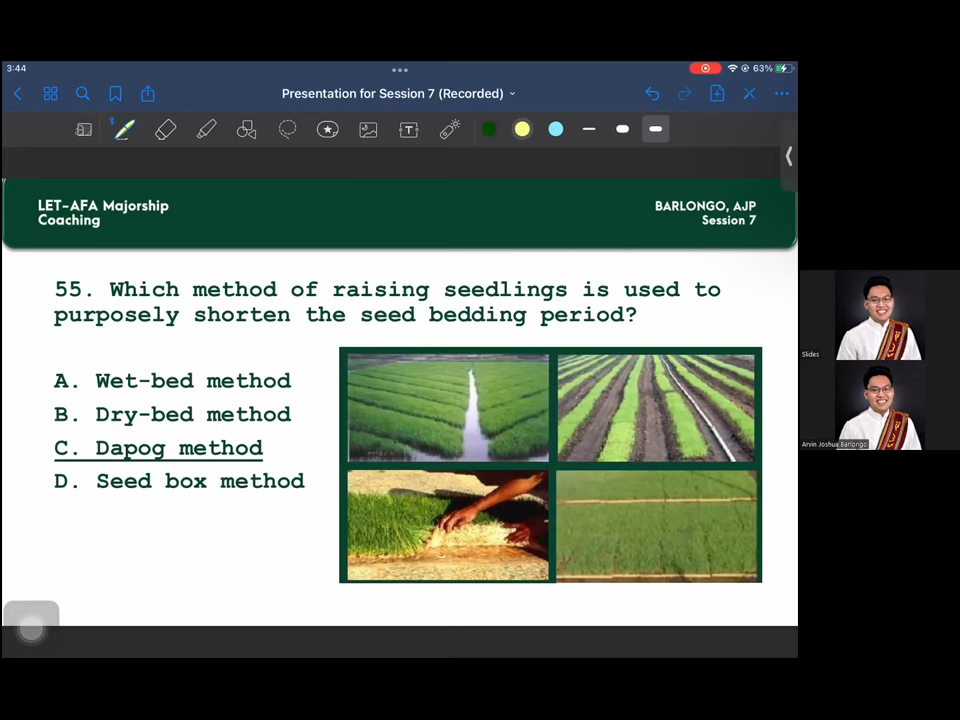 3:44
63%
Presentation for Session 7 (Recorded)
LET-AFA Majorship
Coaching
BARLONGO, AJP
Session 7
55. Which method of raising seedlings is used to
purposely shorten the seed bedding period?
A. Wet-bed method
B. Dry-bed method
C. Dapog method
D. Seed box method
Slides
Arvin Joshua Barlongo